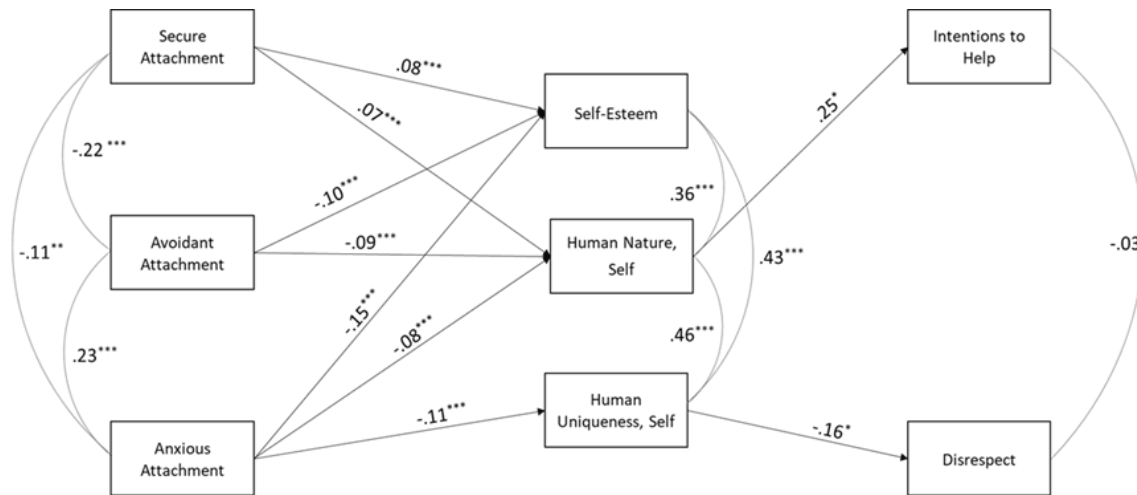 Secure
Attachment
Intentions to
Help
.08***
Self-Esteem
.07***
.25*
-.22 ***
-.10***
.36***
Avoidant
Attachment
-.09***
Human Nature,
Self
-.11**
.43***
-.03
-.15***
-.08***
.46***
.23***
Human
Uniqueness, Self
-.11***
-.16*
Anxious
Attachment
Disrespect